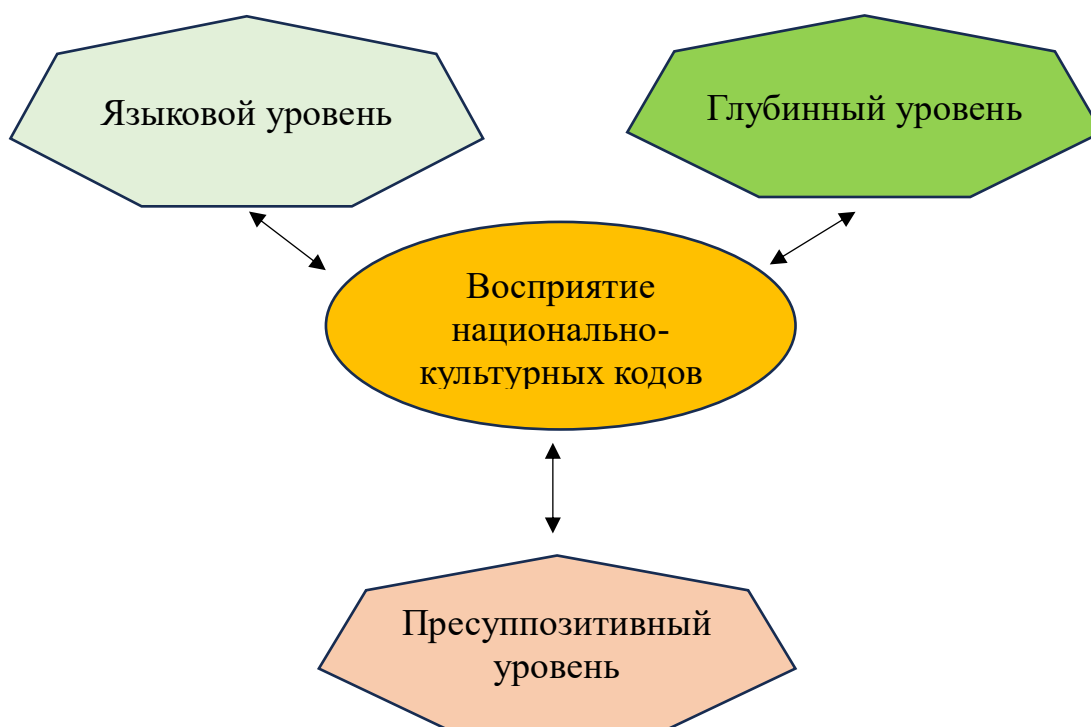 Языковой уровень
Глубинный уровень
Восприятие
национально-
культурных кодов
Пресуппозитивный
уровень